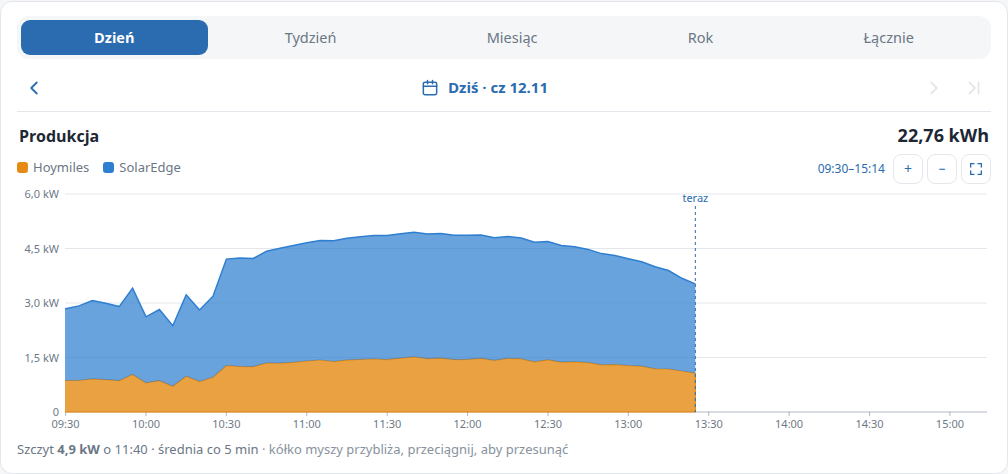 Dzień Tydzień Miesiąc Rok Łącznie
Dziś · cz 12.11
Produkcja 22,76 kWh
Hoymiles SolarEdge 09:30–15:14 + −
teraz
6,0 kW
4,5 kW
3,0 kW
1,5 kW
0
09:30 10:00 10:30 11:00 11:30 12:00 12:30 13:00 13:30 14:00 14:30 15:00
Szczyt 4,9 kW o 11:40 · średnia co 5 min · kółko myszy przybliża, przeciągnij, aby przesunąć